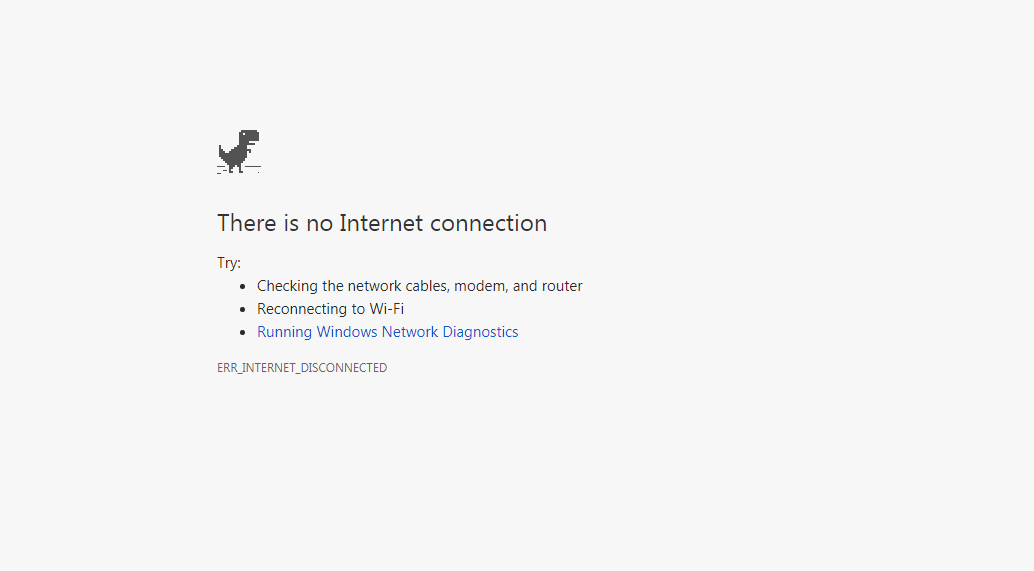 There is no Internet connection
Try:
Checking the network cables, modem, and router
Reconnecting to Wi-Fi
Running Windows Network Diagnostics
ERR_INTERNET_DISCONNECTED